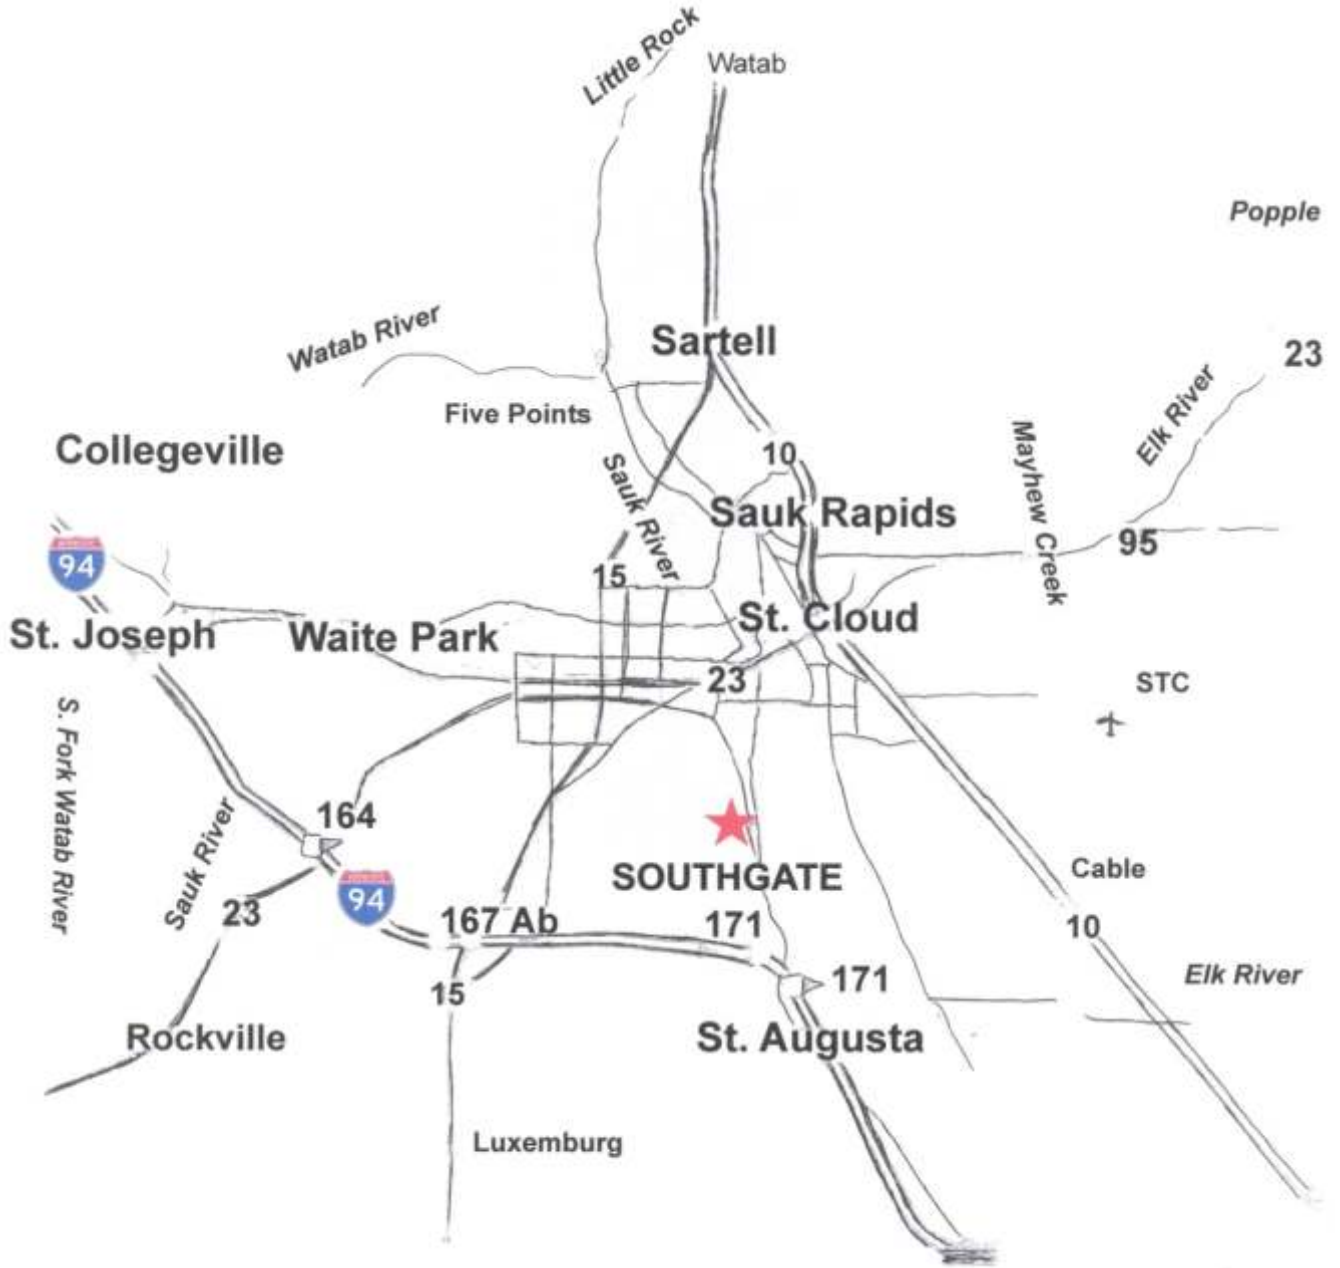 Little Rock
Watab
Popple
Watab River
Sartell
23
Five Points
Elk River
Collegeville
10
Mayhew Creek
Sauk River
Sauk Rapids
95
94
15
St. Cloud
St. Joseph
Waite Park
23
STC
S. Fork Watab River
164
Sauk River
SOUTHGATE
Cable
94
23
167 Ab
171
10
171
Elk River
15
Rockville
St. Augusta
Luxemburg